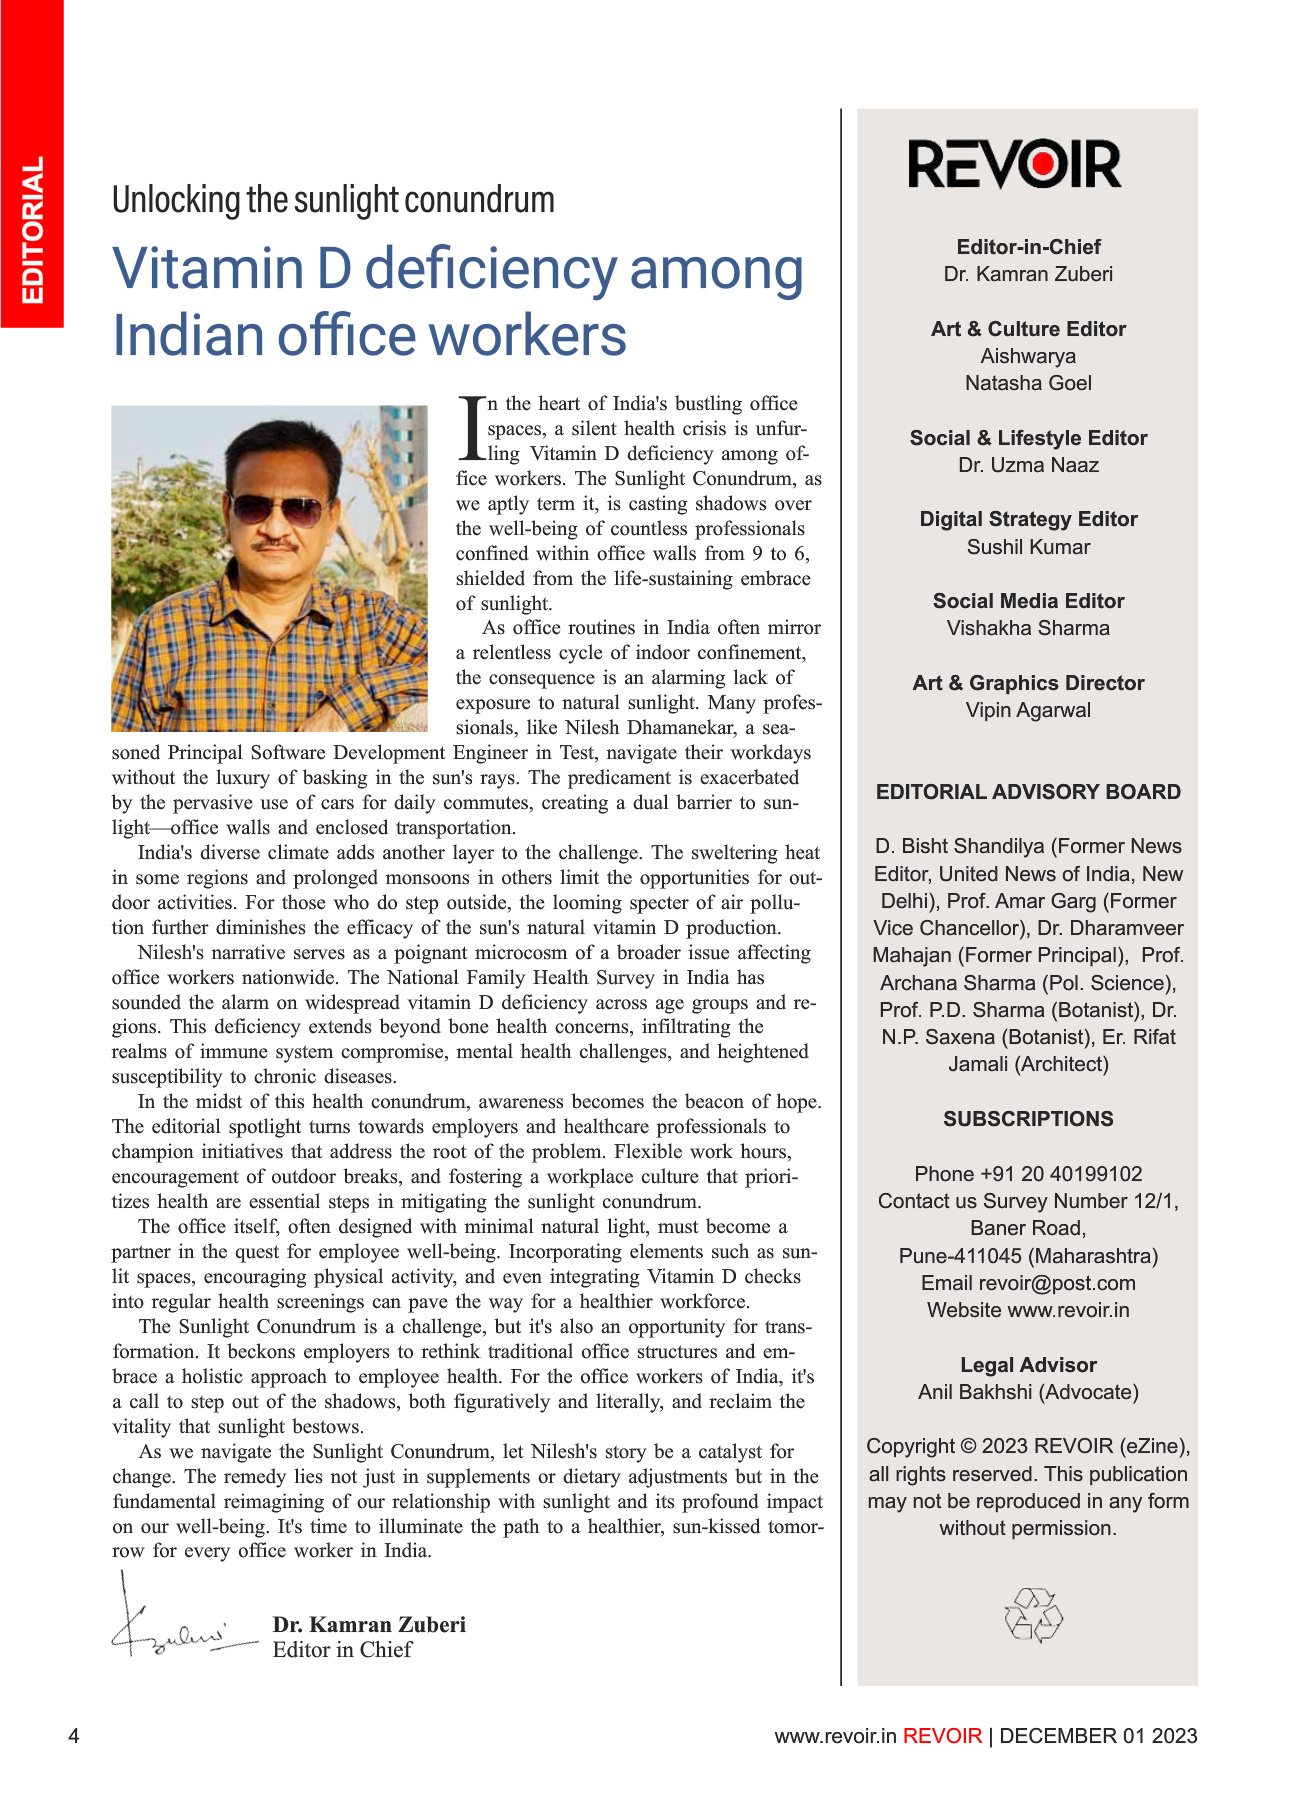 EDITORIAL
Unlocking the sunlight conundrum
Vitamin D deficiency among
Indian office workers
In the heart of India's bustling office
spaces, a silent health crisis is unfur-
ling Vitamin D deficiency among of-
fice workers. The Sunlight Conundrum, as
we aptly term it, is casting shadows over
the well-being of countless professionals
confined within office walls from 9 to 6,
shielded from the life-sustaining embrace
of sunlight.
As office routines in India often mirror
a relentless cycle of indoor confinement,
the consequence is an alarming lack of
exposure to natural sunlight. Many profes-
sionals, like Nilesh Dhamanekar, a sea-
soned Principal Software Development Engineer in Test, navigate their workdays
without the luxury of basking in the sun's rays. The predicament is exacerbated
by the pervasive use of cars for daily commutes, creating a dual barrier to sun-
light—office walls and enclosed transportation.
India's diverse climate adds another layer to the challenge. The sweltering heat
in some regions and prolonged monsoons in others limit the opportunities for out-
door activities. For those who do step outside, the looming specter of air pollu-
tion further diminishes the efficacy of the sun's natural vitamin D production.
Nilesh's narrative serves as a poignant microcosm of a broader issue affecting
office workers nationwide. The National Family Health Survey in India has
sounded the alarm on widespread vitamin D deficiency across age groups and re-
gions. This deficiency extends beyond bone health concerns, infiltrating the
realms of immune system compromise, mental health challenges, and heightened
susceptibility to chronic diseases.
In the midst of this health conundrum, awareness becomes the beacon of hope.
The editorial spotlight turns towards employers and healthcare professionals to
champion initiatives that address the root of the problem. Flexible work hours,
encouragement of outdoor breaks, and fostering a workplace culture that priori-
tizes health are essential steps in mitigating the sunlight conundrum.
The office itself, often designed with minimal natural light, must become a
partner in the quest for employee well-being. Incorporating elements such as sun-
lit spaces, encouraging physical activity, and even integrating Vitamin D checks
into regular health screenings can pave the way for a healthier workforce.
The Sunlight Conundrum is a challenge, but it's also an opportunity for trans-
formation. It beckons employers to rethink traditional office structures and em-
brace a holistic approach to employee health. For the office workers of India, it's
a call to step out of the shadows, both figuratively and literally, and reclaim the
vitality that sunlight bestows.
As we navigate the Sunlight Conundrum, let Nilesh's story be a catalyst for
change. The remedy lies not just in supplements or dietary adjustments but in the
fundamental reimagining of our relationship with sunlight and its profound impact
on our well-being. It's time to illuminate the path to a healthier, sun-kissed tomor-
row for every office worker in India.
KZuberi
Dr. Kamran Zuberi
Editor in Chief
REVOIR
Editor-in-Chief
Dr. Kamran Zuberi
Art & Culture Editor
Aishwarya
Natasha Goel
Social & Lifestyle Editor
Dr. Uzma Naaz
Digital Strategy Editor
Sushil Kumar
Social Media Editor
Vishakha Sharma
Art & Graphics Director
Vipin Agarwal
EDITORIAL ADVISORY BOARD
D. Bisht Shandilya (Former News
Editor, United News of India, New
Delhi), Prof. Amar Garg (Former
Vice Chancellor), Dr. Dharamveer
Mahajan (Former Principal), Prof.
Archana Sharma (Pol. Science),
Prof. P.D. Sharma (Botanist), Dr.
N.P. Saxena (Botanist), Er. Rifat
Jamali (Architect)
SUBSCRIPTIONS
Phone +91 20 40199102
Contact us Survey Number 12/1,
Baner Road,
Pune-411045 (Maharashtra)
Email revoir@post.com
Website www.revoir.in
Legal Advisor
Anil Bakhshi (Advocate)
Copyright © 2023 REVOIR (eZine),
all rights reserved. This publication
may not be reproduced in any form
without permission.
4
www.revoir.in REVOIR | DECEMBER 01 2023